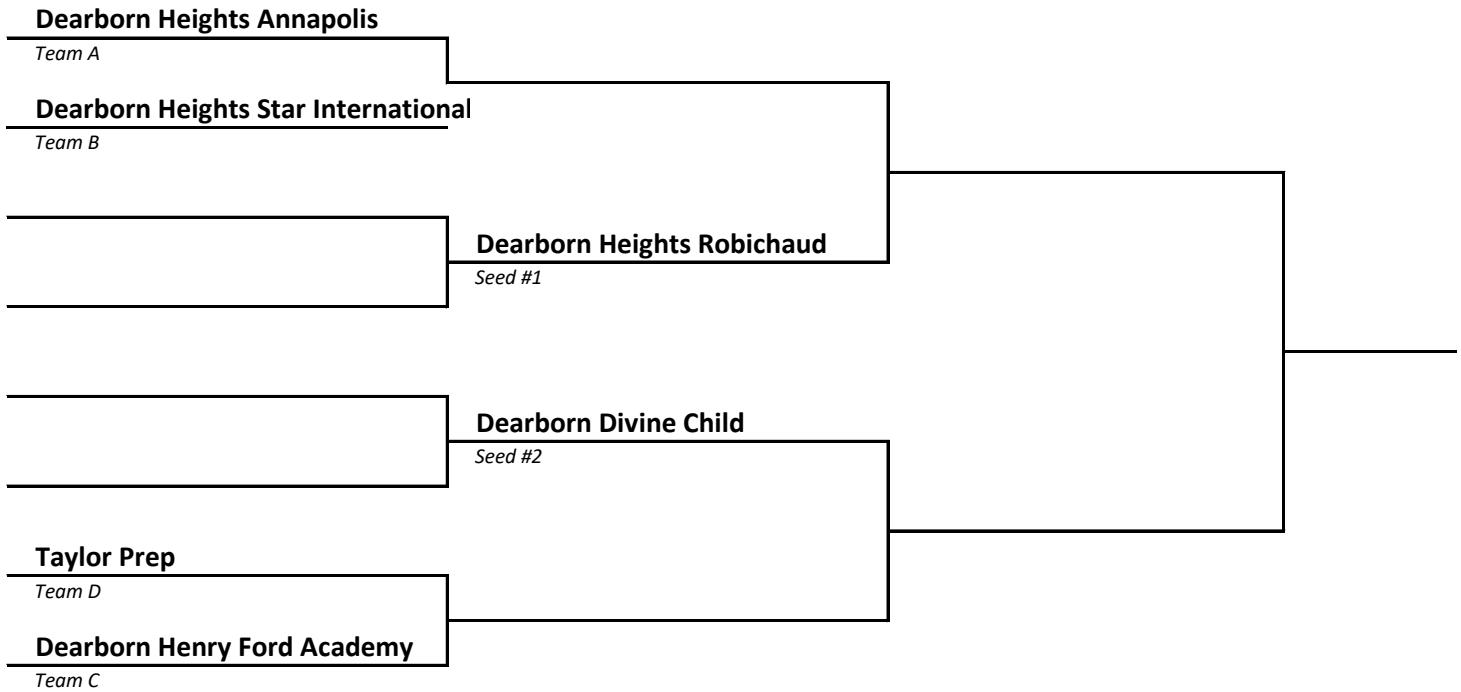 Dearborn Heights Annapolis
Team A
Dearborn Heights Star International
Team B
Dearborn Heights Robichaud
Seed #1
Dearborn Divine Child
Seed #2
Taylor Prep
Team D
Dearborn Henry Ford Academy
Team C